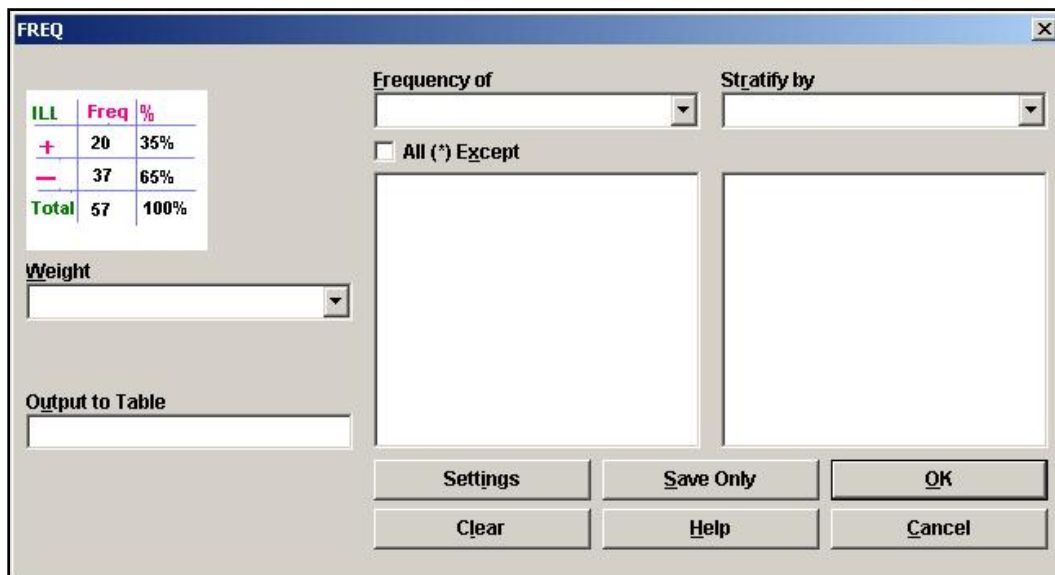 FREQ
ILL Freq %
+ 20 35%
— 37 65%
Total 57 100%
Weight
Output to Table
Frequency of
All (*) Except
Stratify by
Settings Save Only OK
Clear Help Cancel